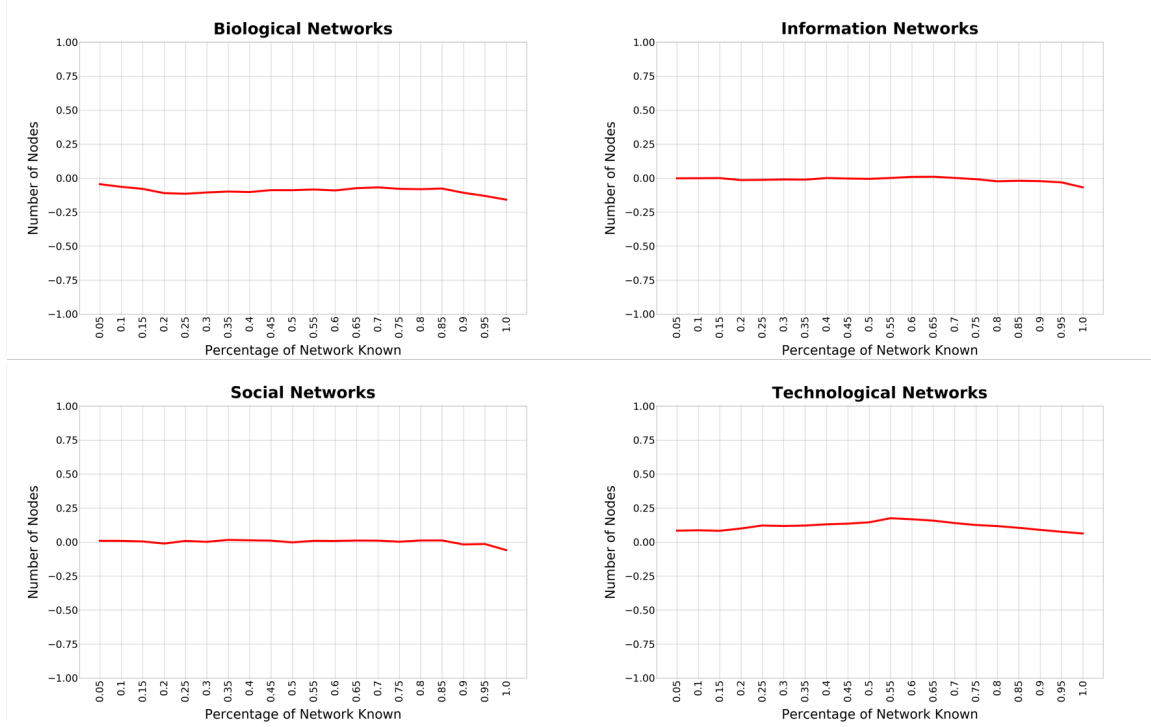 Biological Networks
1.00
0.75
0.50
0.25
0.00
−0.25
−0.50
−0.75
−1.00
Number of Nodes
0.05 0.1 0.15 0.2 0.25 0.3 0.35 0.4 0.45 0.5 0.55 0.6 0.65 0.7 0.75 0.8 0.85 0.9 0.95 1.0
Percentage of Network Known
Information Networks
1.00
0.75
0.50
0.25
0.00
−0.25
−0.50
−0.75
−1.00
Number of Nodes
0.05 0.1 0.15 0.2 0.25 0.3 0.35 0.4 0.45 0.5 0.55 0.6 0.65 0.7 0.75 0.8 0.85 0.9 0.95 1.0
Percentage of Network Known
Social Networks
1.00
0.75
0.50
0.25
0.00
−0.25
−0.50
−0.75
−1.00
Number of Nodes
0.05 0.1 0.15 0.2 0.25 0.3 0.35 0.4 0.45 0.5 0.55 0.6 0.65 0.7 0.75 0.8 0.85 0.9 0.95 1.0
Percentage of Network Known
Technological Networks
1.00
0.75
0.50
0.25
0.00
−0.25
−0.50
−0.75
−1.00
Number of Nodes
0.05 0.1 0.15 0.2 0.25 0.3 0.35 0.4 0.45 0.5 0.55 0.6 0.65 0.7 0.75 0.8 0.85 0.9 0.95 1.0
Percentage of Network Known